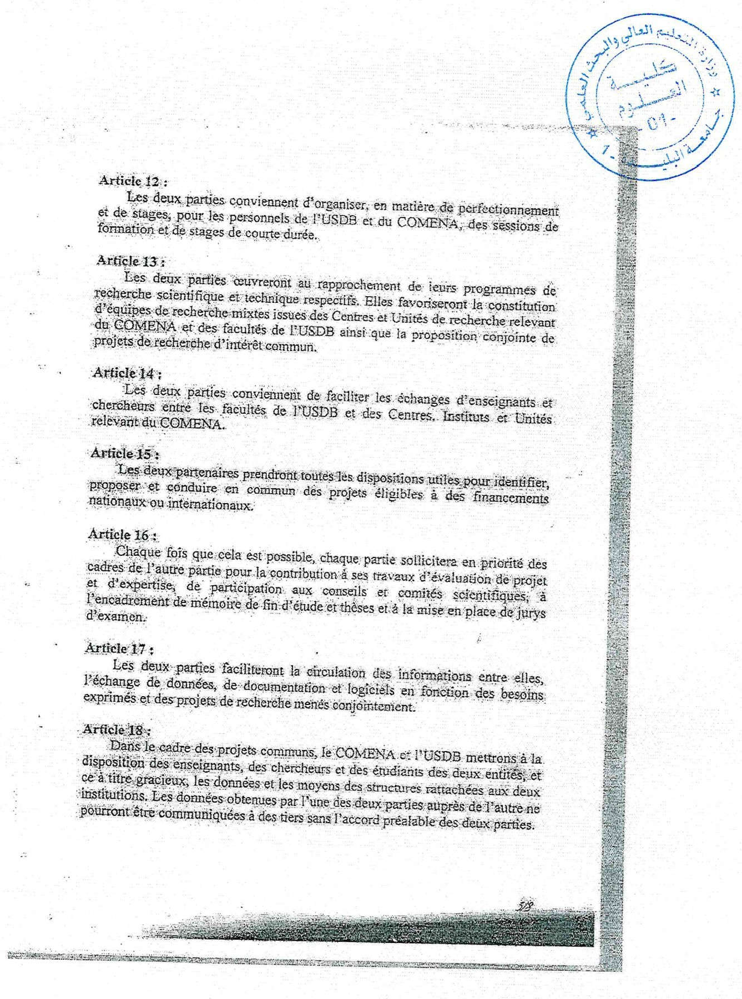 وزارة التعليم العالي والبحث العلمي
كليـــة
العـــلـــوم
- 01 -
جـامعـة البليـــدة - 1
Article 12 :
Les deux parties conviennent d'organiser, en matière de perfectionnement
et de stages, pour les personnels de l'USDB et du COMENA, des sessions de
formation et de stages de courte durée.
Article 13 :
Les deux parties œuvreront au rapprochement de leurs programmes de
recherche scientifique et technique respectifs. Elles favoriseront la constitution
d'équipes de recherche mixtes issues des Centres et Unités de recherche relevant
du COMENA et des facultés de l'USDB ainsi que la proposition conjointe de
projets de recherche d'intérêt commun.
Article 14 :
Les deux parties conviennent de faciliter les échanges d'enseignants et
chercheurs entre les facultés de l'USDB et des Centres, Instituts et Unités
relevant du COMENA.
Article 15 :
Les deux partenaires prendront toutes les dispositions utiles pour identifier,
proposer et conduire en commun des projets éligibles à des financements
nationaux ou internationaux.
Article 16 :
Chaque fois que cela est possible, chaque partie sollicitera en priorité des
cadres de l'autre partie pour la contribution à ses travaux d'évaluation de projet
et d'expertise, de participation aux conseils et comités scientifiques, à
l'encadrement de mémoire de fin d'étude et thèses et à la mise en place de jurys
d'examen.
Article 17 :
Les deux parties faciliteront la circulation des informations entre elles,
l'échange de données, de documentation et logiciels en fonction des besoins
exprimés et des projets de recherche menés conjointement.
Article 18 :
Dans le cadre des projets communs, le COMENA et l'USDB mettrons à la
disposition des enseignants, des chercheurs et des étudiants des deux entités, et
ce à titre gracieux, les données et les moyens des structures rattachées aux deux
institutions. Les données obtenues par l'une des deux parties auprès de l'autre ne
pourront être communiquées à des tiers sans l'accord préalable des deux parties.
5/8